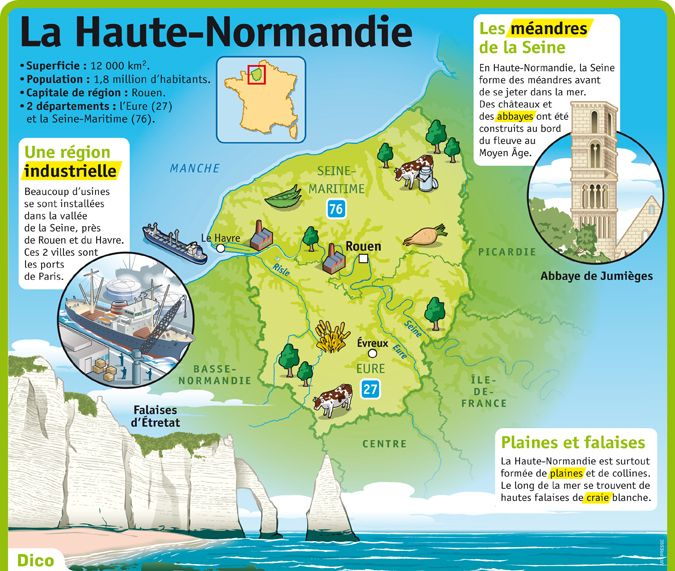 La Haute-Normandie
• Superficie : 12 000 km².
• Population : 1,8 million d'habitants.
• Capitale de région : Rouen.
• 2 départements : l'Eure (27)
et la Seine-Maritime (76).
Les méandres
de la Seine
En Haute-Normandie, la Seine
forme des méandres avant
de se jeter dans la mer.
Des châteaux et
des abbayes ont été
construits au bord
du fleuve au
Moyen Âge.
Abbaye de Jumièges
Une région
industrielle
Beaucoup d'usines
se sont installées
dans la vallée
de la Seine, près
de Rouen et du Havre.
Ces 2 villes sont
les ports
de Paris.
MANCHE
SEINE-
MARITIME
76
Le Havre
Rouen
PICARDIE
Risle
Seine
Eure
Évreux
EURE
27
BASSE-
NORMANDIE
ÎLE-
DE-
FRANCE
CENTRE
Falaises
d'Étretat
Plaines et falaises
La Haute-Normandie est surtout
formée de plaines et de collines.
Le long de la mer se trouvent de
hautes falaises de craie blanche.
Dico